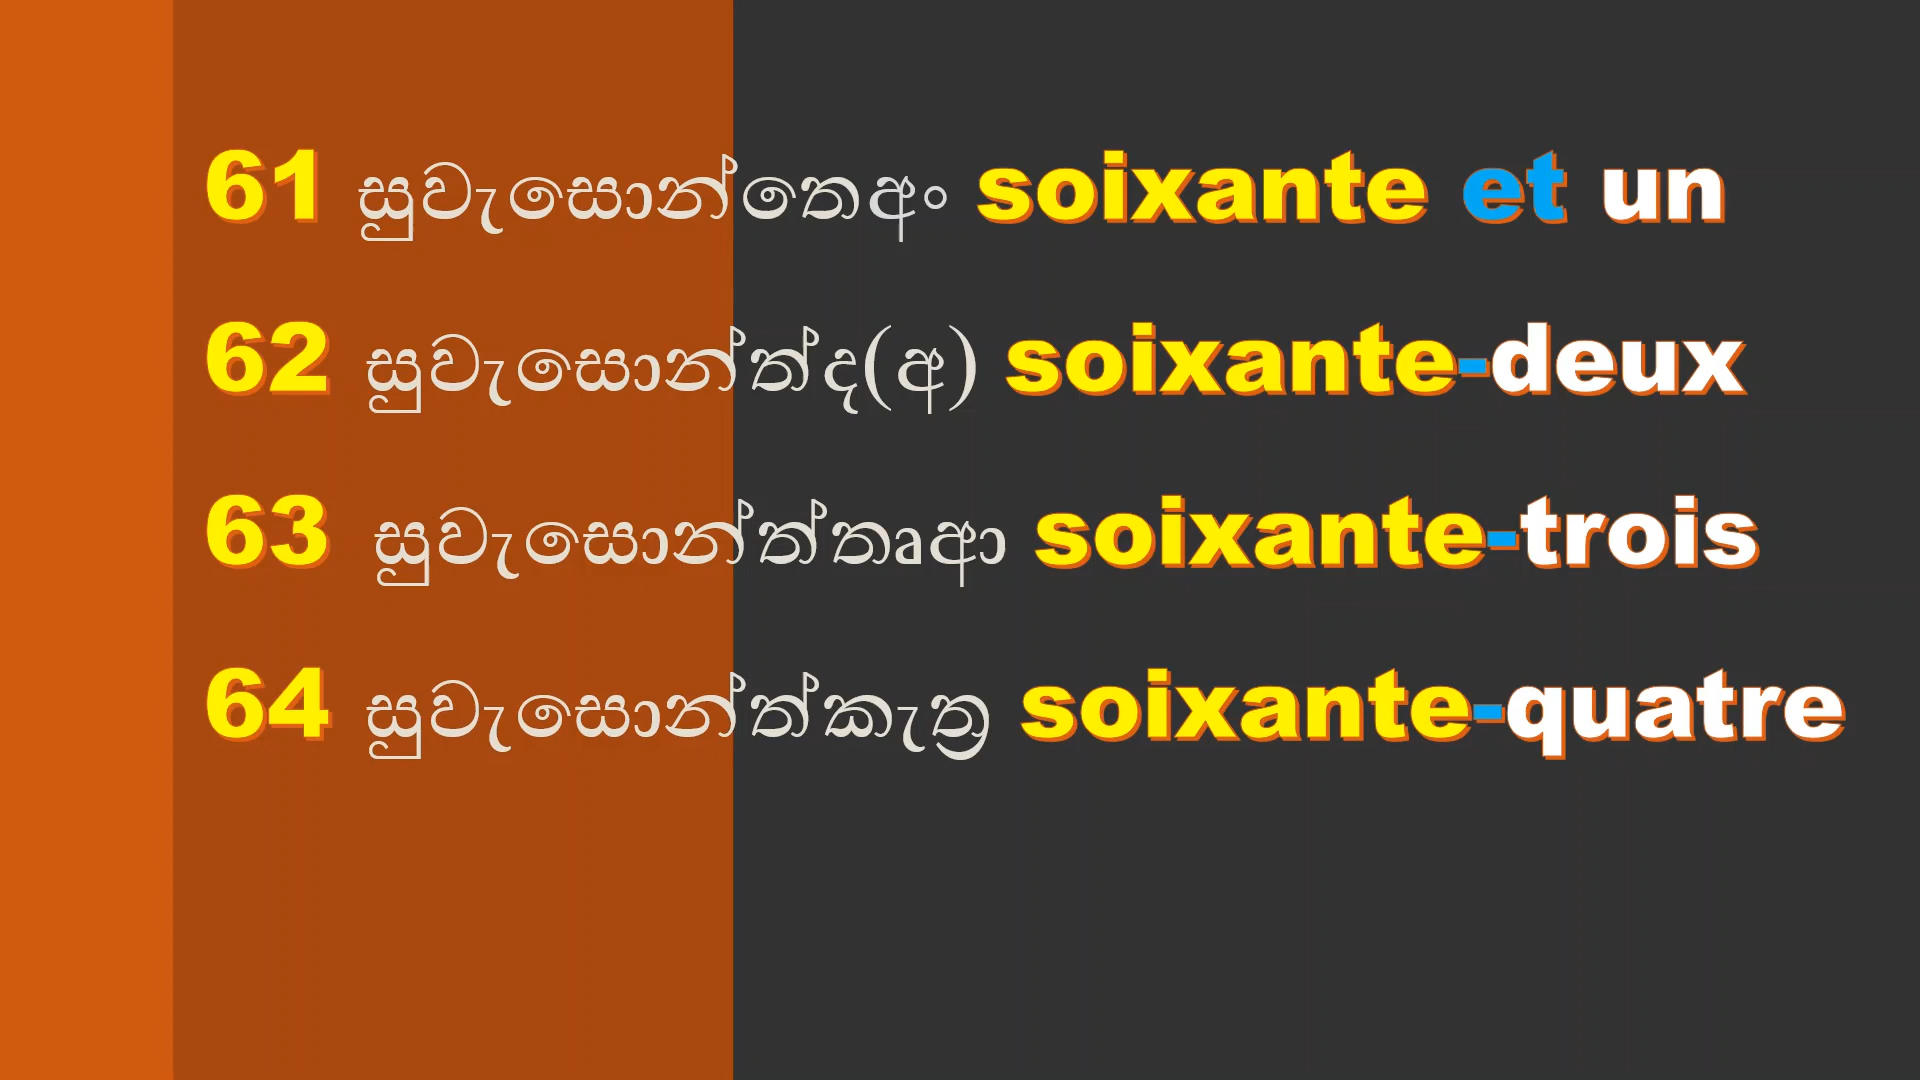 61 සුවැසොන්තෙඅං soixante et un
62 සුවැසොන්ත්ද(අ) soixante-deux
63 සුවැසොන්ත්තෘආ soixante-trois
64 සුවැසොන්ත්කැත්‍ර soixante-quatre